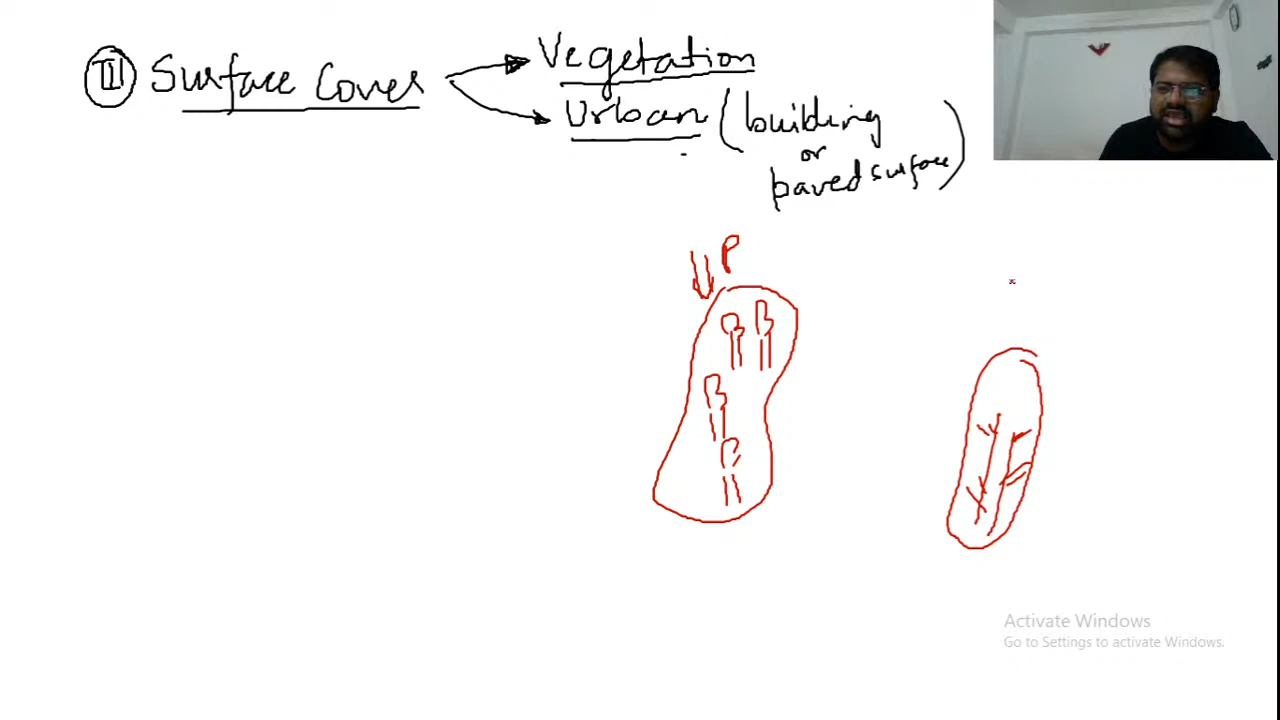 III Surface Cover
Vegetation
Urban (building
or
paved surface)
P
Activate Windows
Go to Settings to activate Windows.